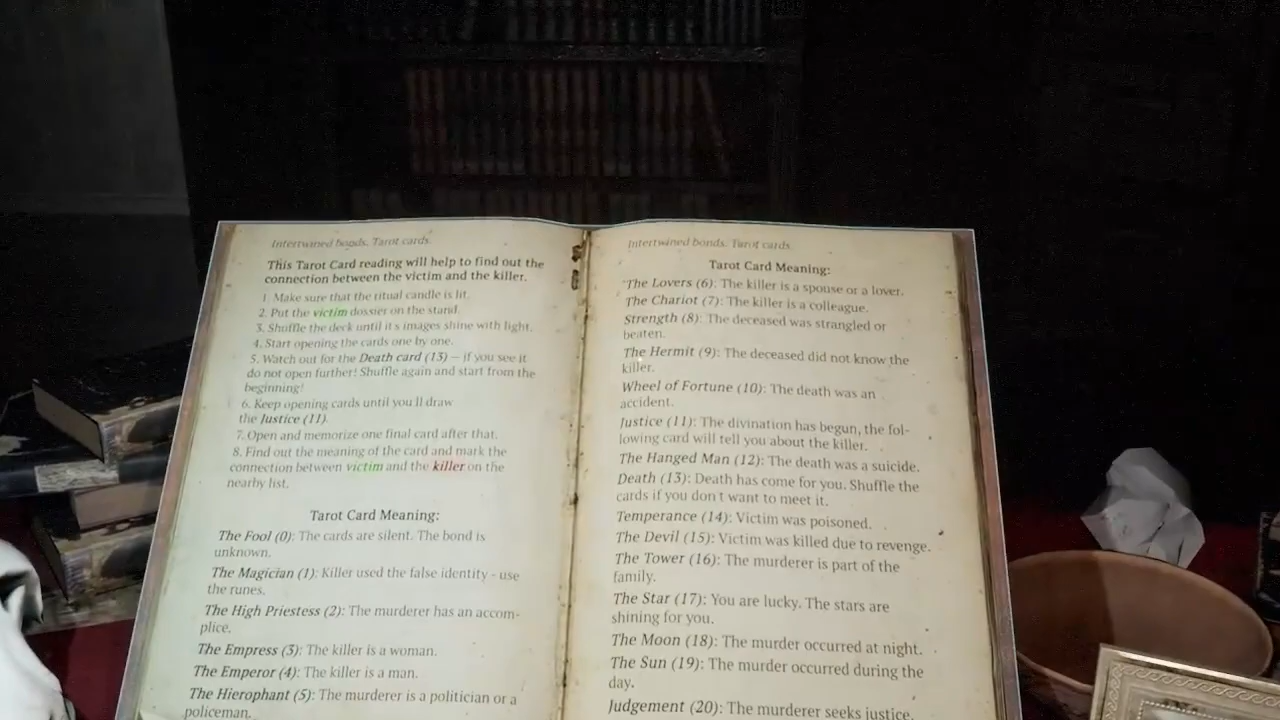 Intertwined bonds. Tarot cards.
This Tarot Card reading will help to find out the
connection between the victim and the killer.
1. Make sure that the ritual candle is lit.
2. Put the victim dossier on the stand.
3. Shuffle the deck until it s images shine with light.
4. Start opening the cards one by one.
5. Watch out for the Death card (13) – if you see it
do not open further! Shuffle again and start from the
beginning!
6. Keep opening cards until you ll draw
the Justice (11).
7. Open and memorize one final card after that.
8. Find out the meaning of the card and mark the
connection between victim and the killer on the
nearby list.
Tarot Card Meaning:
The Fool (0): The cards are silent. The bond is
unknown.
The Magician (1): Killer used the false identity - use
the runes.
The High Priestess (2): The murderer has an accom-
plice.
The Empress (3): The killer is a woman.
The Emperor (4): The killer is a man.
The Hierophant (5): The murderer is a politician or a
policeman.
Intertwined bonds. Tarot cards.
Tarot Card Meaning:
The Lovers (6): The killer is a spouse or a lover.
The Chariot (7): The killer is a colleague.
Strength (8): The deceased was strangled or
beaten.
The Hermit (9): The deceased did not know the
killer.
Wheel of Fortune (10): The death was an
accident.
Justice (11): The divination has begun, the fol-
lowing card will tell you about the killer.
The Hanged Man (12): The death was a suicide.
Death (13): Death has come for you. Shuffle the
cards if you don t want to meet it.
Temperance (14): Victim was poisoned.
The Devil (15): Victim was killed due to revenge.
The Tower (16): The murderer is part of the
family.
The Star (17): You are lucky. The stars are
shining for you.
The Moon (18): The murder occurred at night.
The Sun (19): The murder occurred during the
day.
Judgement (20): The murderer seeks justice.